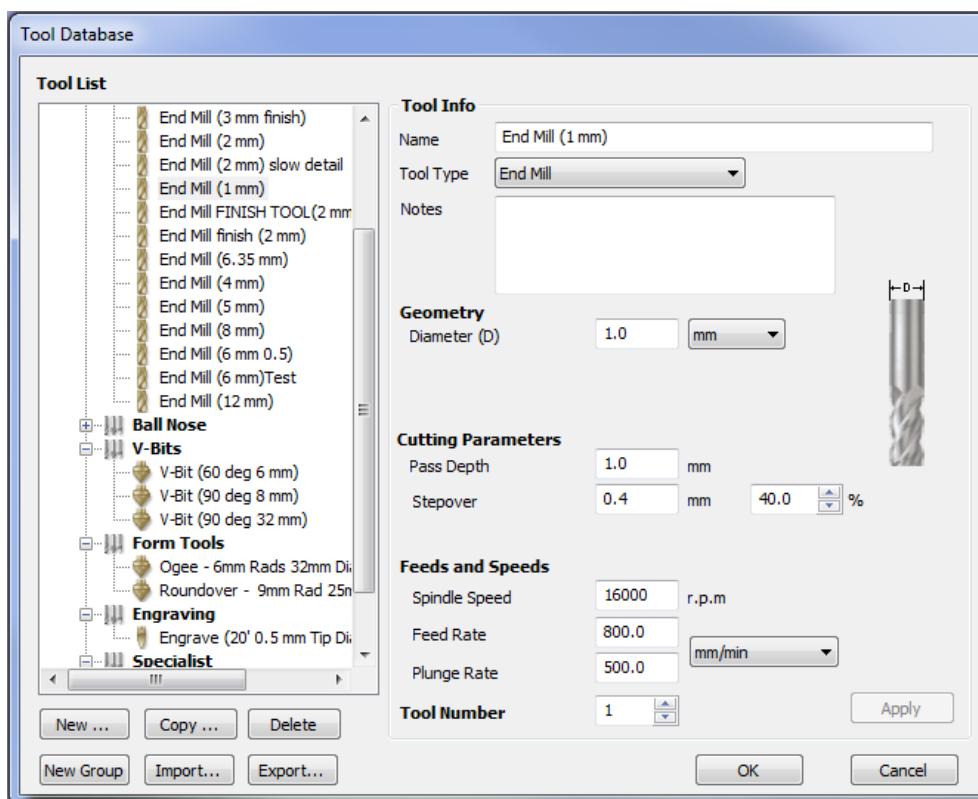 Tool Database
Tool List
End Mill (3 mm finish)
End Mill (2 mm)
End Mill (2 mm) slow detail
End Mill (1 mm)
End Mill FINISH TOOL(2 mm
End Mill finish (2 mm)
End Mill (6.35 mm)
End Mill (4 mm)
End Mill (5 mm)
End Mill (8 mm)
End Mill (6 mm 0.5)
End Mill (6 mm)Test
End Mill (12 mm)
Ball Nose
V-Bits
V-Bit (60 deg 6 mm)
V-Bit (90 deg 8 mm)
V-Bit (90 deg 32 mm)
Form Tools
Ogee - 6mm Rads 32mm Dia
Roundover - 9mm Rad 25m
Engraving
Engrave (20' 0.5 mm Tip Dia
Specialist
New ... Copy ... Delete
New Group Import... Export...
Tool Info
Name End Mill (1 mm)
Tool Type End Mill
Notes
D
Geometry
Diameter (D) 1.0 mm
Cutting Parameters
Pass Depth 1.0 mm
Stepover 0.4 mm 40.0 %
Feeds and Speeds
Spindle Speed 16000 r.p.m
Feed Rate 800.0
mm/min
Plunge Rate 500.0
Tool Number 1
Apply
OK Cancel